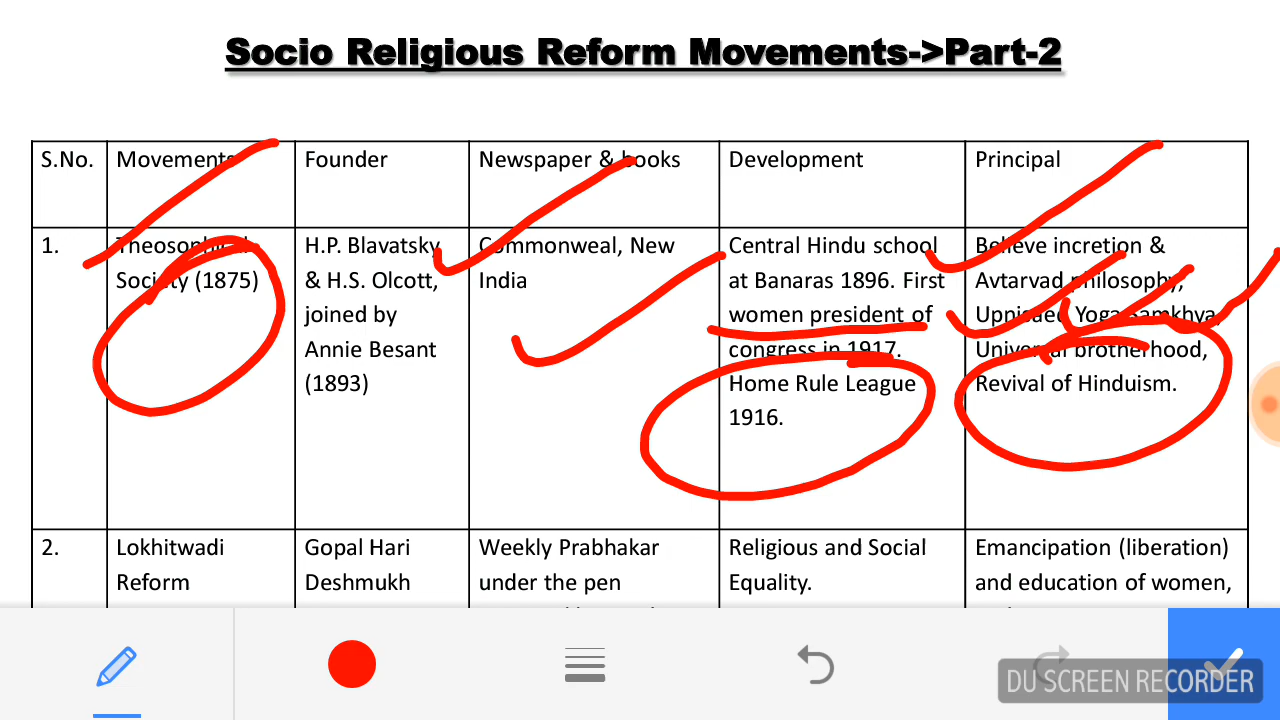 Socio Religious Reform Movements->Part-2
S.No. Movements Founder Newspaper & books Development Principal
1. Theosophical Society (1875)
H.P. Blavatsky
& H.S. Olcott,
joined by
Annie Besant
(1893)
Commonweal, New
India
Central Hindu school
at Banaras 1896. First
women president of
congress in 1917.
Home Rule League
1916.
Believe incretion &
Avtarvad philosophy,
Upnisaed Yoga Samkhya,
Universal brotherhood,
Revival of Hinduism.
2. Lokhitwadi
Reform
Gopal Hari
Deshmukh
Weekly Prabhakar
under the pen
Religious and Social
Equality.
Emancipation (liberation)
and education of women,
DU SCREEN RECORDER